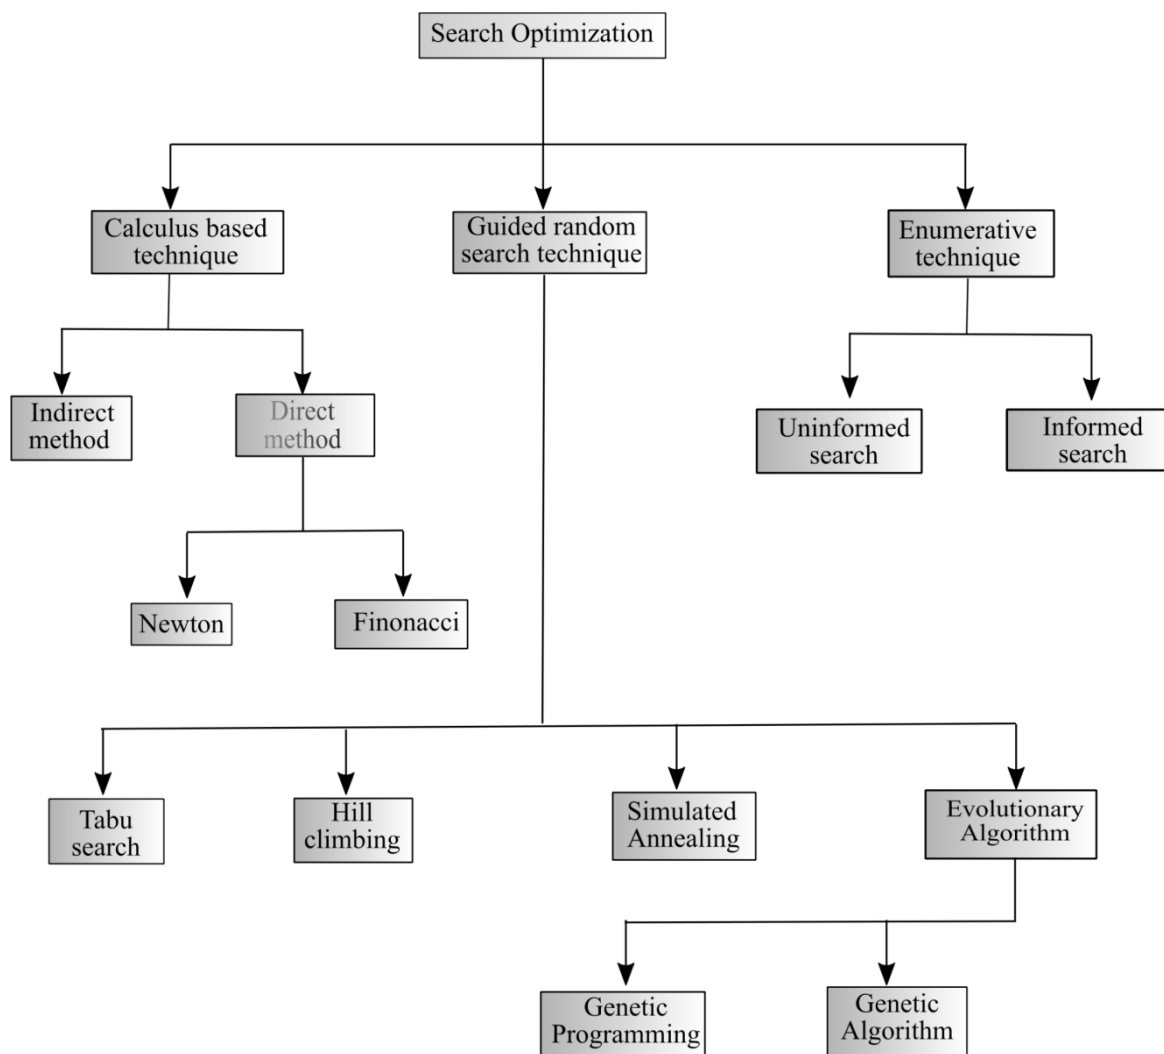 Search Optimization
Calculus based
technique
Guided random
search technique
Enumerative
technique
Indirect
method
Direct
method
Uninformed
search
Informed
search
Newton
Finonacci
Tabu
search
Hill
climbing
Simulated
Annealing
Evolutionary
Algorithm
Genetic
Programming
Genetic
Algorithm